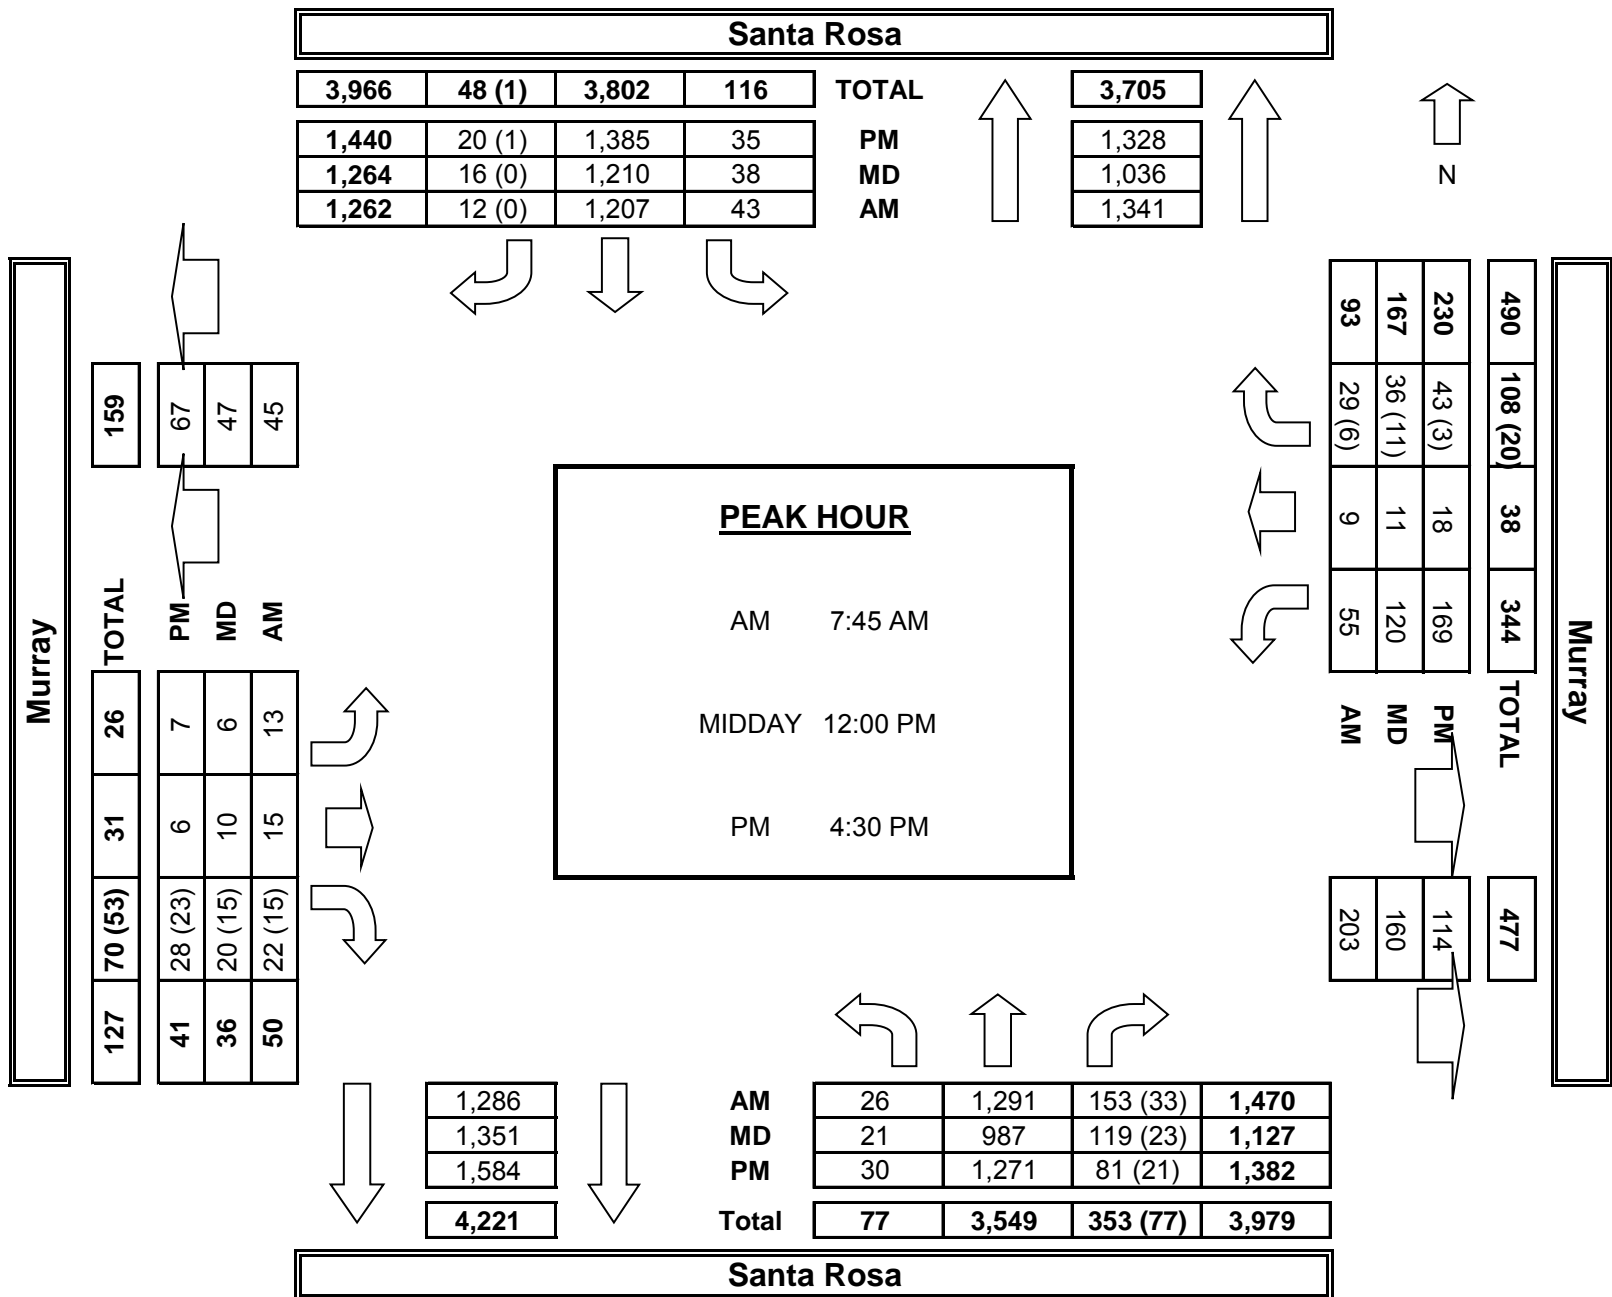 Santa Rosa
3,966 48 (1) 3,802 116 TOTAL 3,705
1,440 20 (1) 1,385 35 PM 1,328
1,264 16 (0) 1,210 38 MD 1,036 N
1,262 12 (0) 1,207 43 AM 1,341
Murray
159 67 47 45
TOTAL PM MD AM
26 7 6 13
31 6 10 15
70 (53) 28 (23) 20 (15) 22 (15)
127 41 36 50
PEAK HOUR
AM 7:45 AM
MIDDAY 12:00 PM
PM 4:30 PM
93 167 230 490
29 (6) 36 (11) 43 (3) 108 (20)
9 11 18 38
55 120 169 344
AM MD PM TOTAL
203 160 114 477
Murray
1,286 AM 26 1,291 153 (33) 1,470
1,351 MD 21 987 119 (23) 1,127
1,584 PM 30 1,271 81 (21) 1,382
4,221 Total 77 3,549 353 (77) 3,979
Santa Rosa